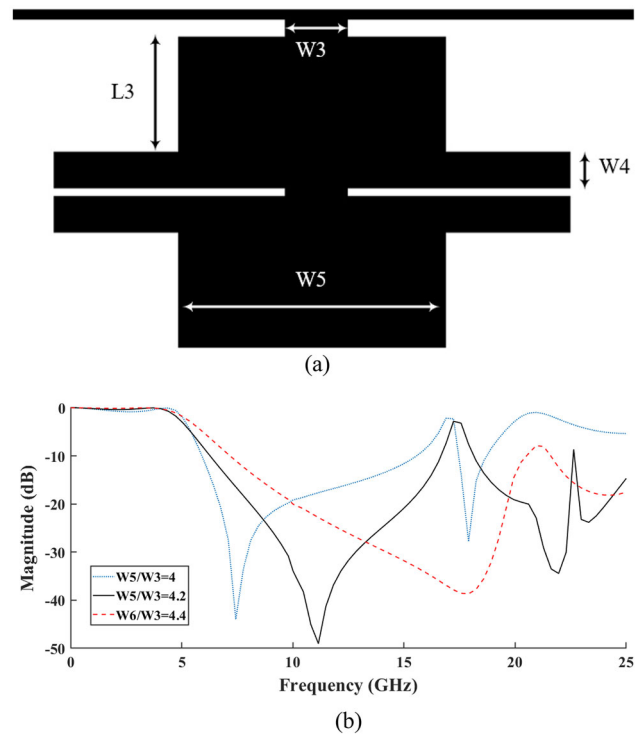 W3
L3
W4
W5
(a)
0
-10
-20
-30
-40
-50
Magnitude (dB)
W5/W3=4
W5/W3=4.2
W6/W3=4.4
0
5
10
15
20
25
Frequency (GHz)
(b)